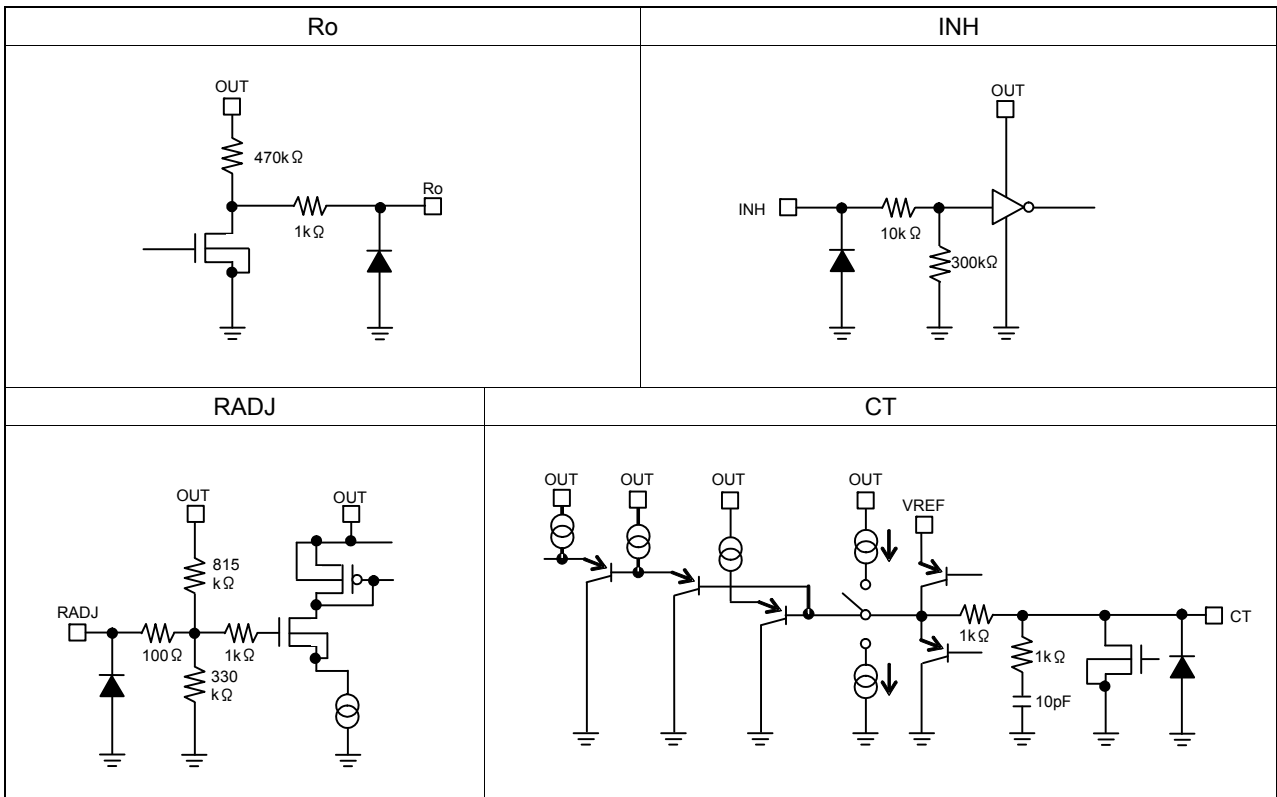 Ro
INH
OUT
470kΩ
1kΩ
Ro
OUT
INH
10kΩ
300kΩ
RADJ
CT
OUT
OUT
815
kΩ
RADJ
100Ω
1kΩ
330
kΩ
OUT
OUT
OUT
OUT
VREF
1kΩ
CT
1kΩ
10pF